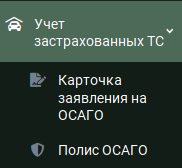 Учет
застрахованных ТС
Карточка
заявления на
ОСАГО
Полис ОСАГО